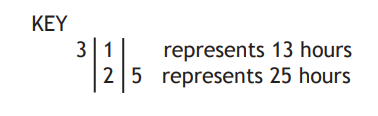 KEY
3 | 1 | represents 13 hours
| 2 | 5 represents 25 hours